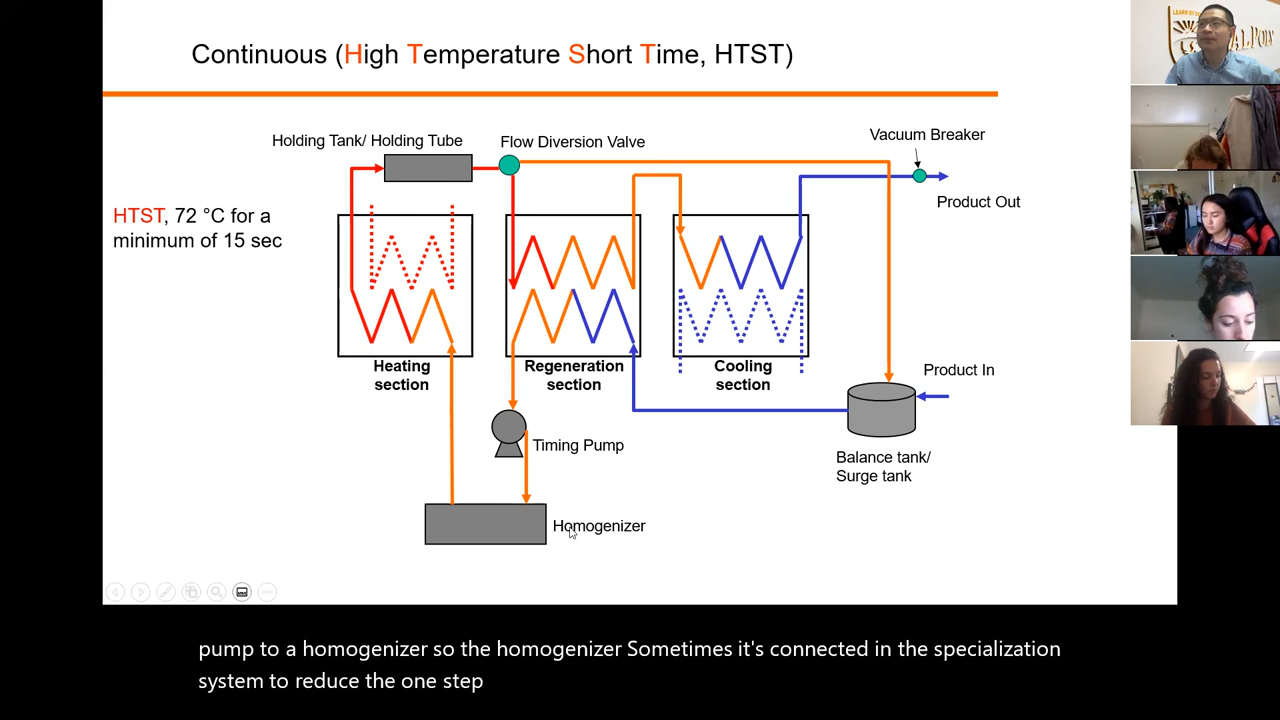 Continuous (High Temperature Short Time, HTST)
Holding Tank/ Holding Tube
Flow Diversion Valve
Vacuum Breaker
Product Out
HTST, 72 °C for a
minimum of 15 sec
Heating
section
Regeneration
section
Cooling
section
Product In
Timing Pump
Balance tank/
Surge tank
Homogenizer
pump to a homogenizer so the homogenizer Sometimes it's connected in the specialization
system to reduce the one step